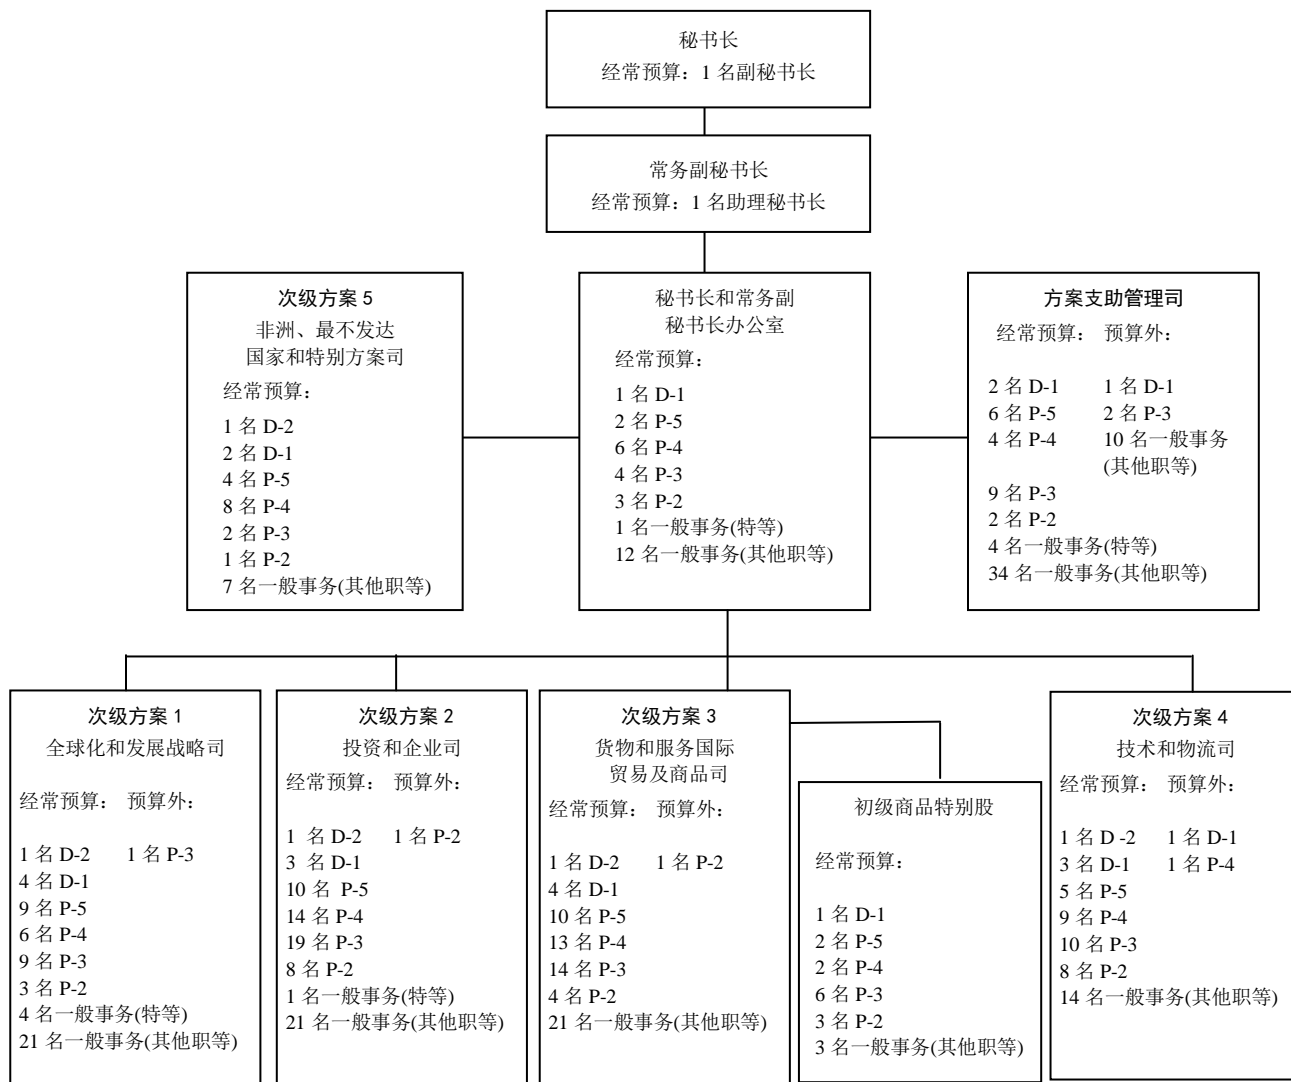 秘书长
经常预算：1 名副秘书长
常务副秘书长
经常预算：1 名助理秘书长
次级方案 5
非洲、最不发达
国家和特别方案司
经常预算：
1 名 D-2
2 名 D-1
4 名 P-5
8 名 P-4
2 名 P-3
1 名 P-2
7 名一般事务(其他职等)
秘书长和常务副
秘书长办公室
经常预算：
1 名 D-1
2 名 P-5
6 名 P-4
4 名 P-3
3 名 P-2
1 名一般事务(特等)
12 名一般事务(其他职等)
方案支助管理司
经常预算： 预算外：
2 名 D-1 1 名 D-1
6 名 P-5 2 名 P-3
4 名 P-4 10 名一般事务
(其他职等)
9 名 P-3
2 名 P-2
4 名一般事务(特等)
34 名一般事务(其他职等)
次级方案 1
全球化和发展战略司
经常预算： 预算外：
1 名 D-2 1 名 P-3
4 名 D-1
9 名 P-5
6 名 P-4
9 名 P-3
3 名 P-2
4 名一般事务(特等)
21 名一般事务(其他职等)
次级方案 2
投资和企业司
经常预算： 预算外：
1 名 D-2 1 名 P-2
3 名 D-1
10 名 P-5
14 名 P-4
19 名 P-3
8 名 P-2
1 名一般事务(特等)
21 名一般事务(其他职等)
次级方案 3
货物和服务国际
贸易及商品司
经常预算： 预算外：
1 名 D-2 1 名 P-2
4 名 D-1
10 名 P-5
13 名 P-4
14 名 P-3
4 名 P-2
21 名一般事务(其他职等)
初级商品特别股
经常预算：
1 名 D-1
2 名 P-5
2 名 P-4
6 名 P-3
3 名 P-2
3 名一般事务(其他职等)
次级方案 4
技术和物流司
经常预算： 预算外：
1 名 D -2 1 名 D-1
3 名 D-1 1 名 P-4
5 名 P-5
9 名 P-4
10 名 P-3
8 名 P-2
14 名一般事务(其他职等)